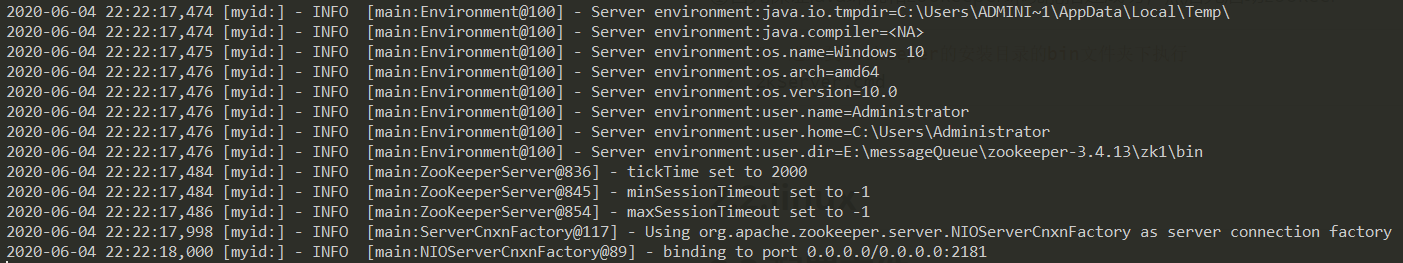 2020-06-04 22:22:17,474 [myid:] - INFO  [main:Environment@100] - Server environment:java.io.tmpdir=C:\Users\ADMINI~1\AppData\Local\Temp\
2020-06-04 22:22:17,475 [myid:] - INFO  [main:Environment@100] - Server environment:java.compiler=<NA>
2020-06-04 22:22:17,475 [myid:] - INFO  [main:Environment@100] - Server environment:os.name=Windows 10
2020-06-04 22:22:17,476 [myid:] - INFO  [main:Environment@100] - Server environment:os.arch=amd64
2020-06-04 22:22:17,476 [myid:] - INFO  [main:Environment@100] - Server environment:os.version=10.0
2020-06-04 22:22:17,476 [myid:] - INFO  [main:Environment@100] - Server environment:user.name=Administrator
2020-06-04 22:22:17,476 [myid:] - INFO  [main:Environment@100] - Server environment:user.home=C:\Users\Administrator
2020-06-04 22:22:17,476 [myid:] - INFO  [main:Environment@100] - Server environment:user.dir=E:\messageQueue\zookeeper-3.4.13\zk1\bin
2020-06-04 22:22:17,484 [myid:] - INFO  [main:ZooKeeperServer@836] - tickTime set to 2000
2020-06-04 22:22:17,484 [myid:] - INFO  [main:ZooKeeperServer@845] - minSessionTimeout set to -1
2020-06-04 22:22:17,486 [myid:] - INFO  [main:ZooKeeperServer@854] - maxSessionTimeout set to -1
2020-06-04 22:22:17,998 [myid:] - INFO  [main:ServerCnxnFactory@117] - Using org.apache.zookeeper.server.NIOServerCnxnFactory as server connection factory
2020-06-04 22:22:18,000 [myid:] - INFO  [main:NIOServerCnxnFactory@89] - binding to port 0.0.0.0/0.0.0.0:2181